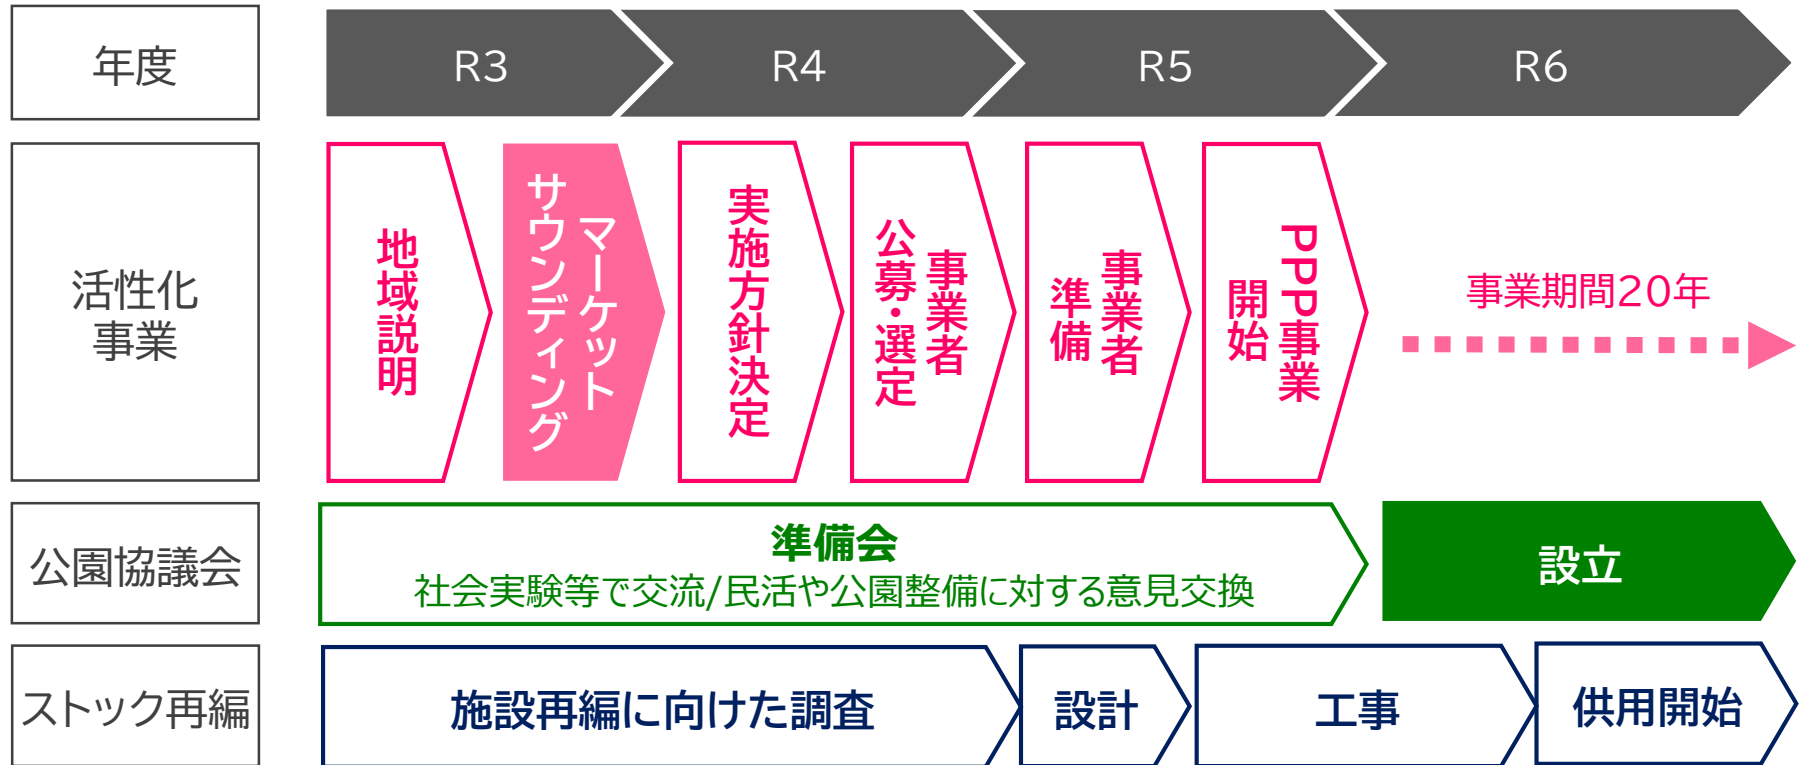 年度
R3
R4
R5
R6
活性化
事業
地域説明
マーケット
サウンディング
実施方針決定
事業者
公募・選定
事業者
準備
PPP事業
開始
事業期間20年
公園協議会
準備会
社会実験等で交流/民活や公園整備に対する意見交換
設立
ストック再編
施設再編に向けた調査
設計
工事
供用開始